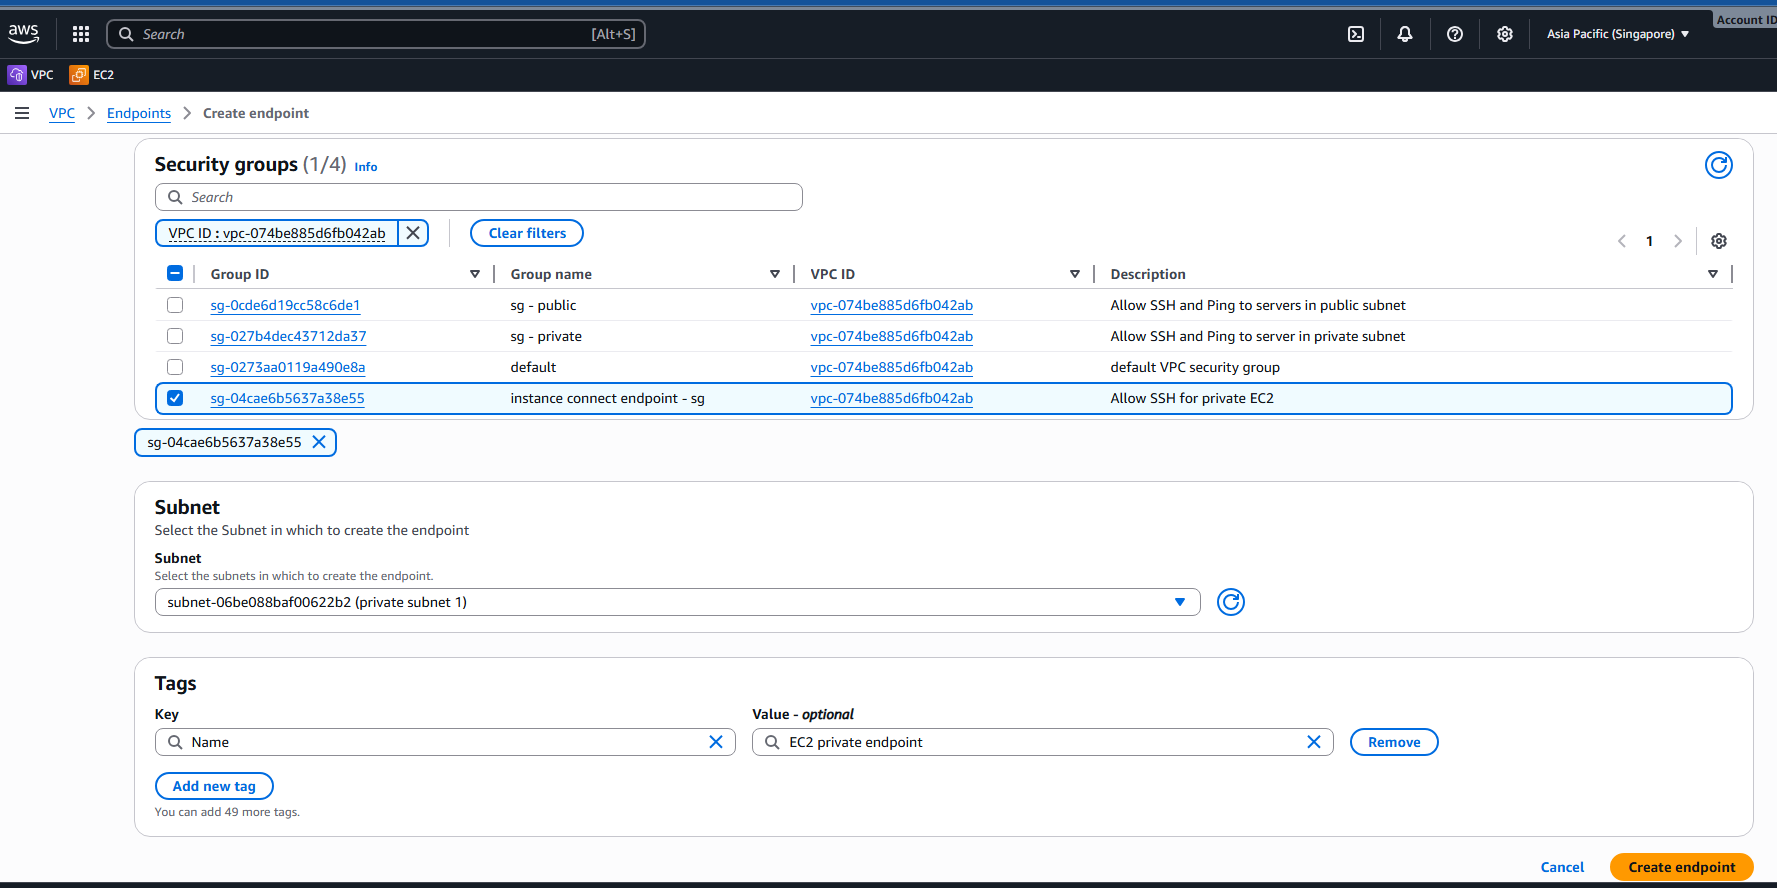 Account ID
aws
Search [Alt+S]
Asia Pacific (Singapore)
VPC EC2
VPC Endpoints Create endpoint
Security groups (1/4) Info
Search
VPC ID : vpc-074be885d6fb042ab
Clear filters
1
Group ID Group name VPC ID Description
sg-0cde6d19cc58c6de1 sg - public vpc-074be885d6fb042ab Allow SSH and Ping to servers in public subnet
sg-027b4dec43712da37 sg - private vpc-074be885d6fb042ab Allow SSH and Ping to server in private subnet
sg-0273aa0119a490e8a default vpc-074be885d6fb042ab default VPC security group
sg-04cae6b5637a38e55 instance connect endpoint - sg vpc-074be885d6fb042ab Allow SSH for private EC2
sg-04cae6b5637a38e55
Subnet
Select the Subnet in which to create the endpoint
Subnet
Select the subnets in which to create the endpoint.
subnet-06be088baf00622b2 (private subnet 1)
Tags
Key Value - optional
Name EC2 private endpoint Remove
Add new tag
You can add 49 more tags.
Cancel Create endpoint